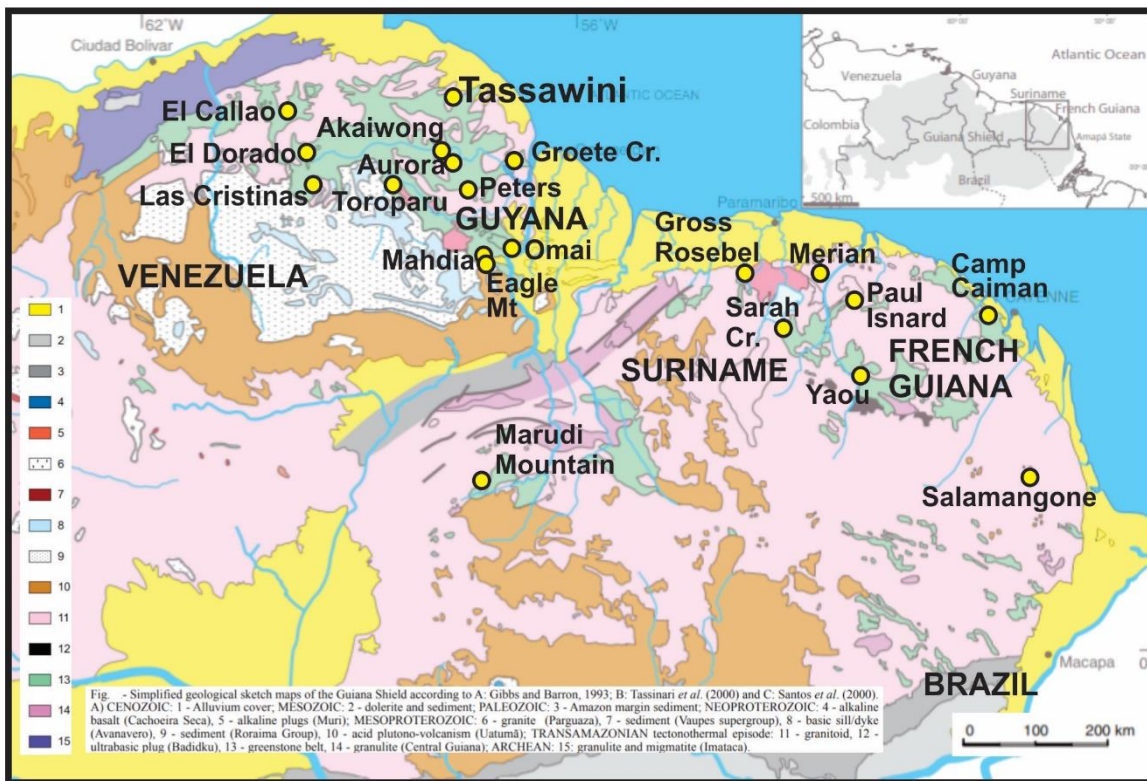 62°W
56°W
Ciudad Bolivar
Tassawini
El Callao
Akaiwong
El Dorado
Aurora
Groete Cr.
Las Cristinas
Toroparu
Peters
GUYANA
Mahdia
Omai
Eagle
Mt
VENEZUELA
Paramaribo
Gross
Rosebel
Merian
Camp
Caiman
Sarah
Cr.
Paul
Isnard
SURINAME
FRENCH
GUIANA
Yaou
Marudi
Mountain
Salamangone
BRAZIL
Macapa
0
100
200 km
Atlantic Ocean
Venezuela
Guyana
Suriname
French Guiana
Colombia
Guiana Shield
Amapá State
Brazil
500 km
1
2
3
4
5
6
7
8
9
10
11
12
13
14
15
Fig. - Simplified geological sketch maps of the Guiana Shield according to A: Gibbs and Barron, 1993; B: Tassinari et al. (2000) and C: Santos et al. (2000).
A) CENOZOIC: 1 - Alluvium cover; MESOZOIC: 2 - dolerite and sediment; PALEOZOIC: 3 - Amazon margin sediment; NEOPROTEROZOIC: 4 - alkaline
basalt (Cachoeira Seca), 5 - alkaline plugs (Muri); MESOPROTEROZOIC: 6 - granite (Parguaza), 7 - sediment (Vaupes supergroup), 8 - basic sill/dyke
(Avanavero), 9 - sediment (Roraima Group), 10 - acid plutono-volcanism (Uatumã); TRANSAMAZONIAN tectonothermal episode: 11 - granitoid, 12 -
ultrabasic plug (Badidku), 13 - greenstone belt, 14 - granulite (Central Guiana); ARCHEAN: 15: granulite and migmatite (Imataca).